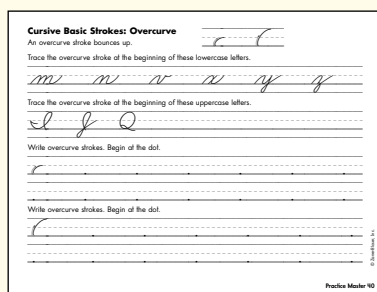 Cursive Basic Strokes: Overcurve
An overcurve stroke bounces up.
Trace the overcurve stroke at the beginning of these lowercase letters.
m n v x y z
Trace the overcurve stroke at the beginning of these uppercase letters.
I J Q
Write overcurve strokes. Begin at the dot.
Write overcurve strokes. Begin at the dot.
© Zaner-Bloser, Inc.
Practice Master 40